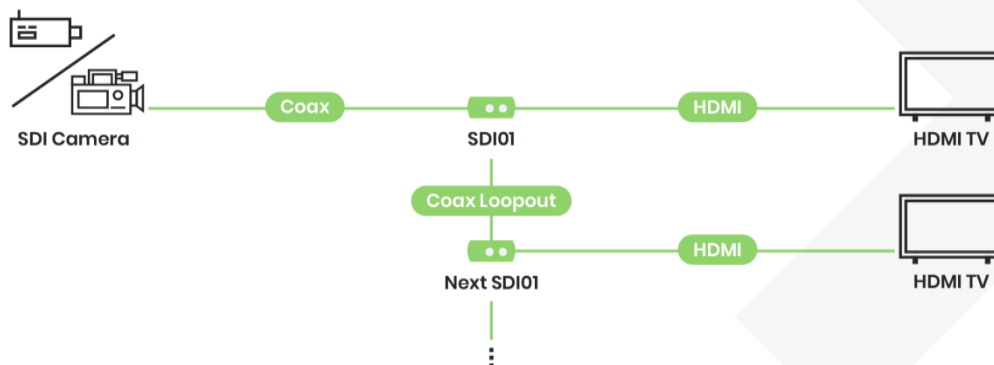 Coax
HDMI
SDI Camera
SDI01
HDMI TV
Coax Loopout
HDMI
Next SDI01
HDMI TV